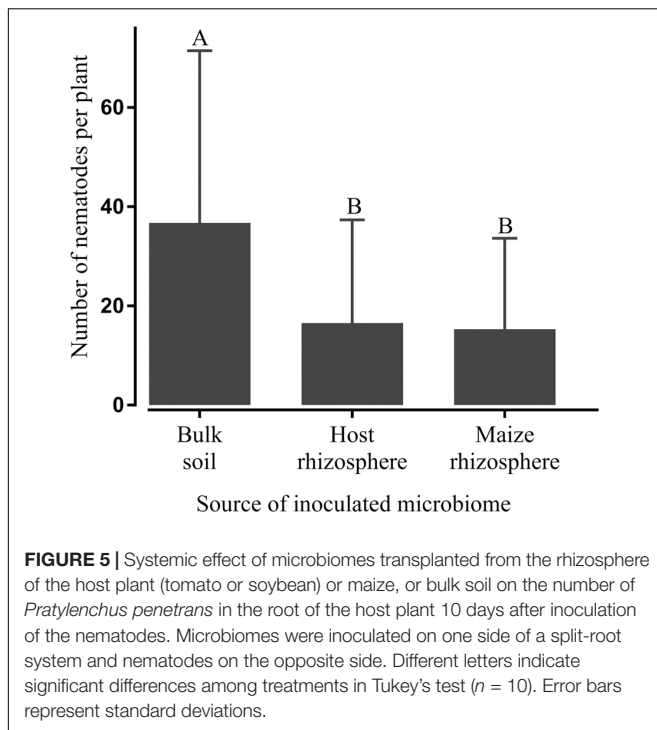 Number of nematodes per plant
60
40
20
0
A
B
B
Bulk
soil
Host
rhizosphere
Maize
rhizosphere
Source of inoculated microbiome
FIGURE 5 | Systemic effect of microbiomes transplanted from the rhizosphere
of the host plant (tomato or soybean) or maize, or bulk soil on the number of
Pratylenchus penetrans in the root of the host plant 10 days after inoculation
of the nematodes. Microbiomes were inoculated on one side of a split-root
system and nematodes on the opposite side. Different letters indicate
significant differences among treatments in Tukey's test (n = 10). Error bars
represent standard deviations.